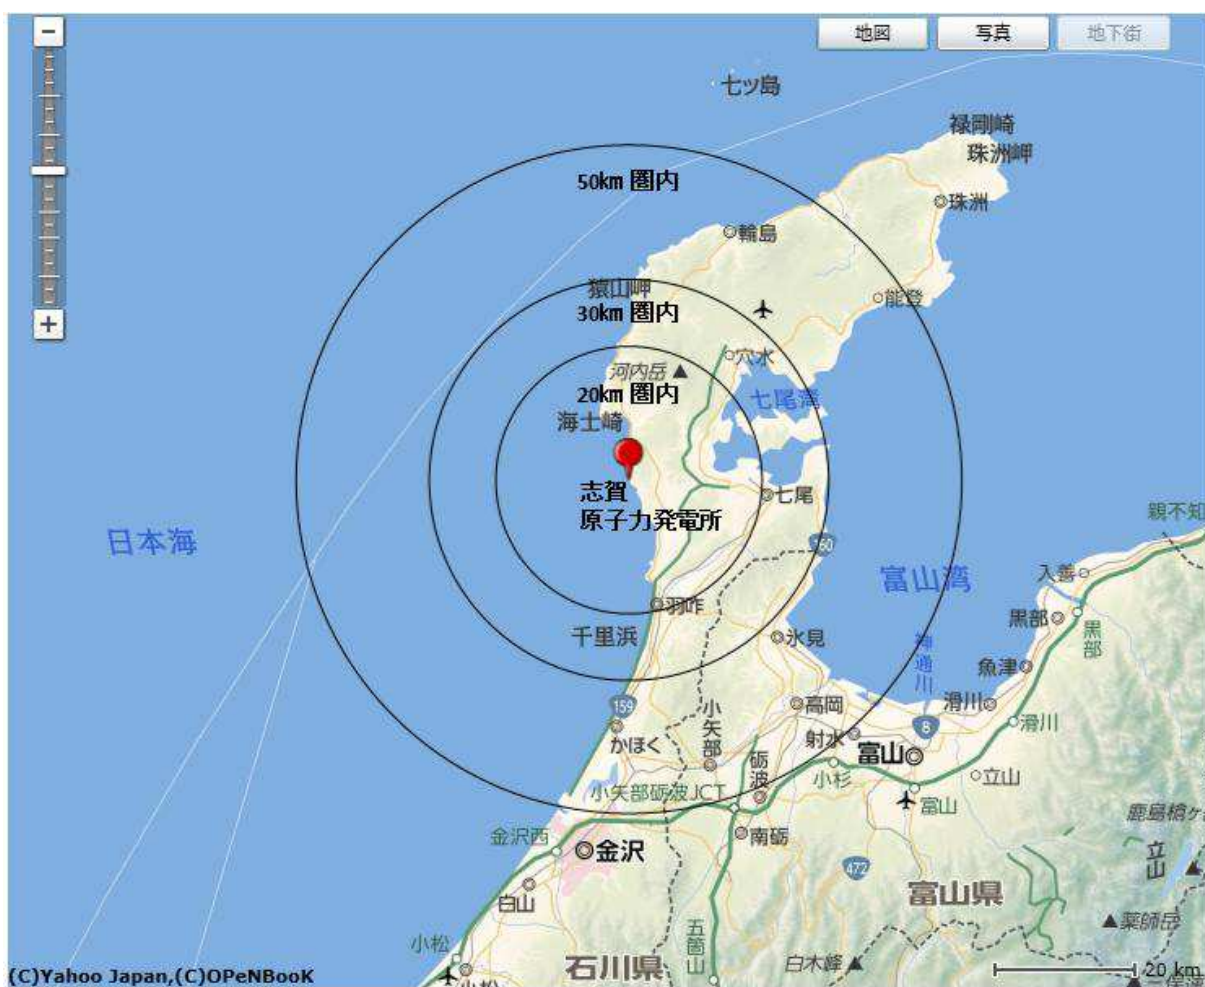 地図
写真
地下街
七ツ島
禄剛崎
珠洲岬
50km 圏内
珠洲
輪島
猿山岬
能登
30km 圏内
穴水
河内岳
20km 圏内
七尾湾
海士崎
志賀
原子力発電所
七尾
親不知
日本海
160
富山湾
入善
羽咋
千里浜
氷見
黒部
黒部
神通川
魚津
159
小矢部
高岡
滑川
滑川
かほく
射水
8
富山
砺波
小杉
立山
小矢部砺波JCT
富山
金沢西
金沢
南砺
鹿島槍ヶ
立山
472
白山
富山県
薬師岳
小松
五箇山
石川県
白木峰
20 km
小松
(C)Yahoo Japan,(C)OPeNBooK